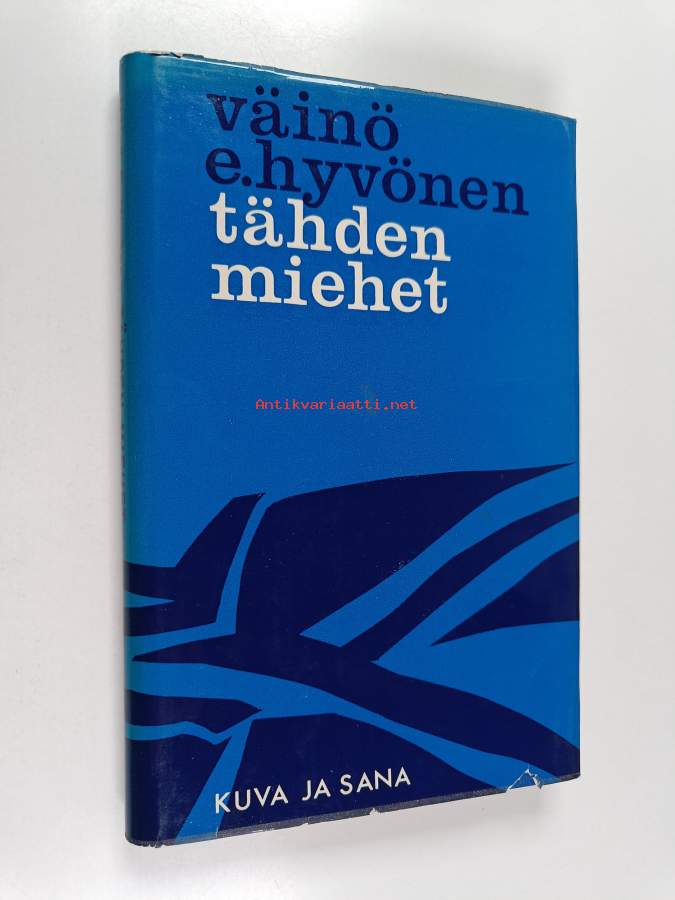 väinö
e.hyvönen
tähden
miehet
Antikvariaatti.net
KUVA JA SANA